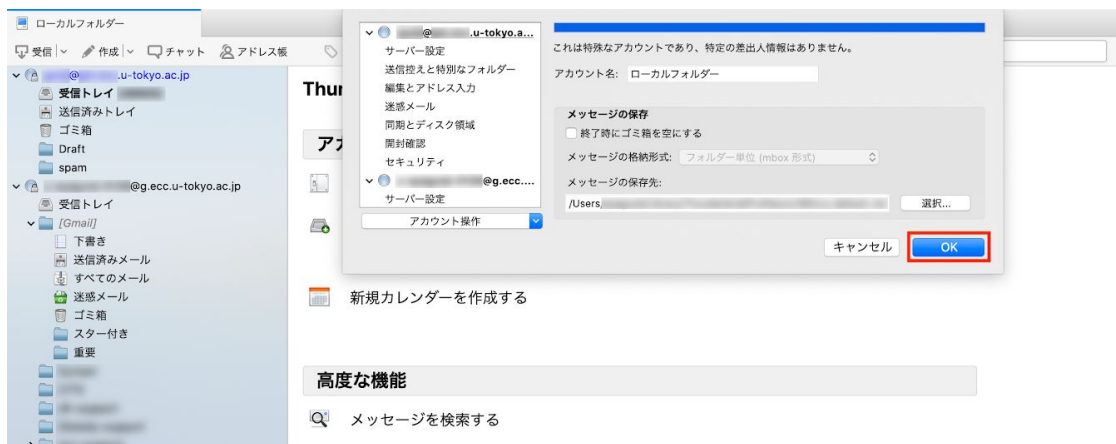 ローカルフォルダー
受信
作成
チャット
アドレス帳
.u-tokyo.ac.jp
受信トレイ
送信済みトレイ
ゴミ箱
Draft
spam
@g.ecc.u-tokyo.ac.jp
受信トレイ
[Gmail]
下書き
送信済みメール
すべてのメール
迷惑メール
ゴミ箱
スター付き
重要
Thun
新規カレンダーを作成する
高度な機能
メッセージを検索する
@ .u-tokyo.a...
サーバー設定
送信控えと特別なフォルダー
編集とアドレス入力
迷惑メール
同期とディスク領域
開封確認
セキュリティ
@g.ecc....
サーバー設定
アカウント操作
これは特殊なアカウントであり、特定の差出人情報はありません。
アカウント名: ローカルフォルダー
メッセージの保存
終了時にゴミ箱を空にする
メッセージの格納形式: フォルダー単位 (mbox 形式)
メッセージの保存先:
/Users/
選択...
キャンセル
OK